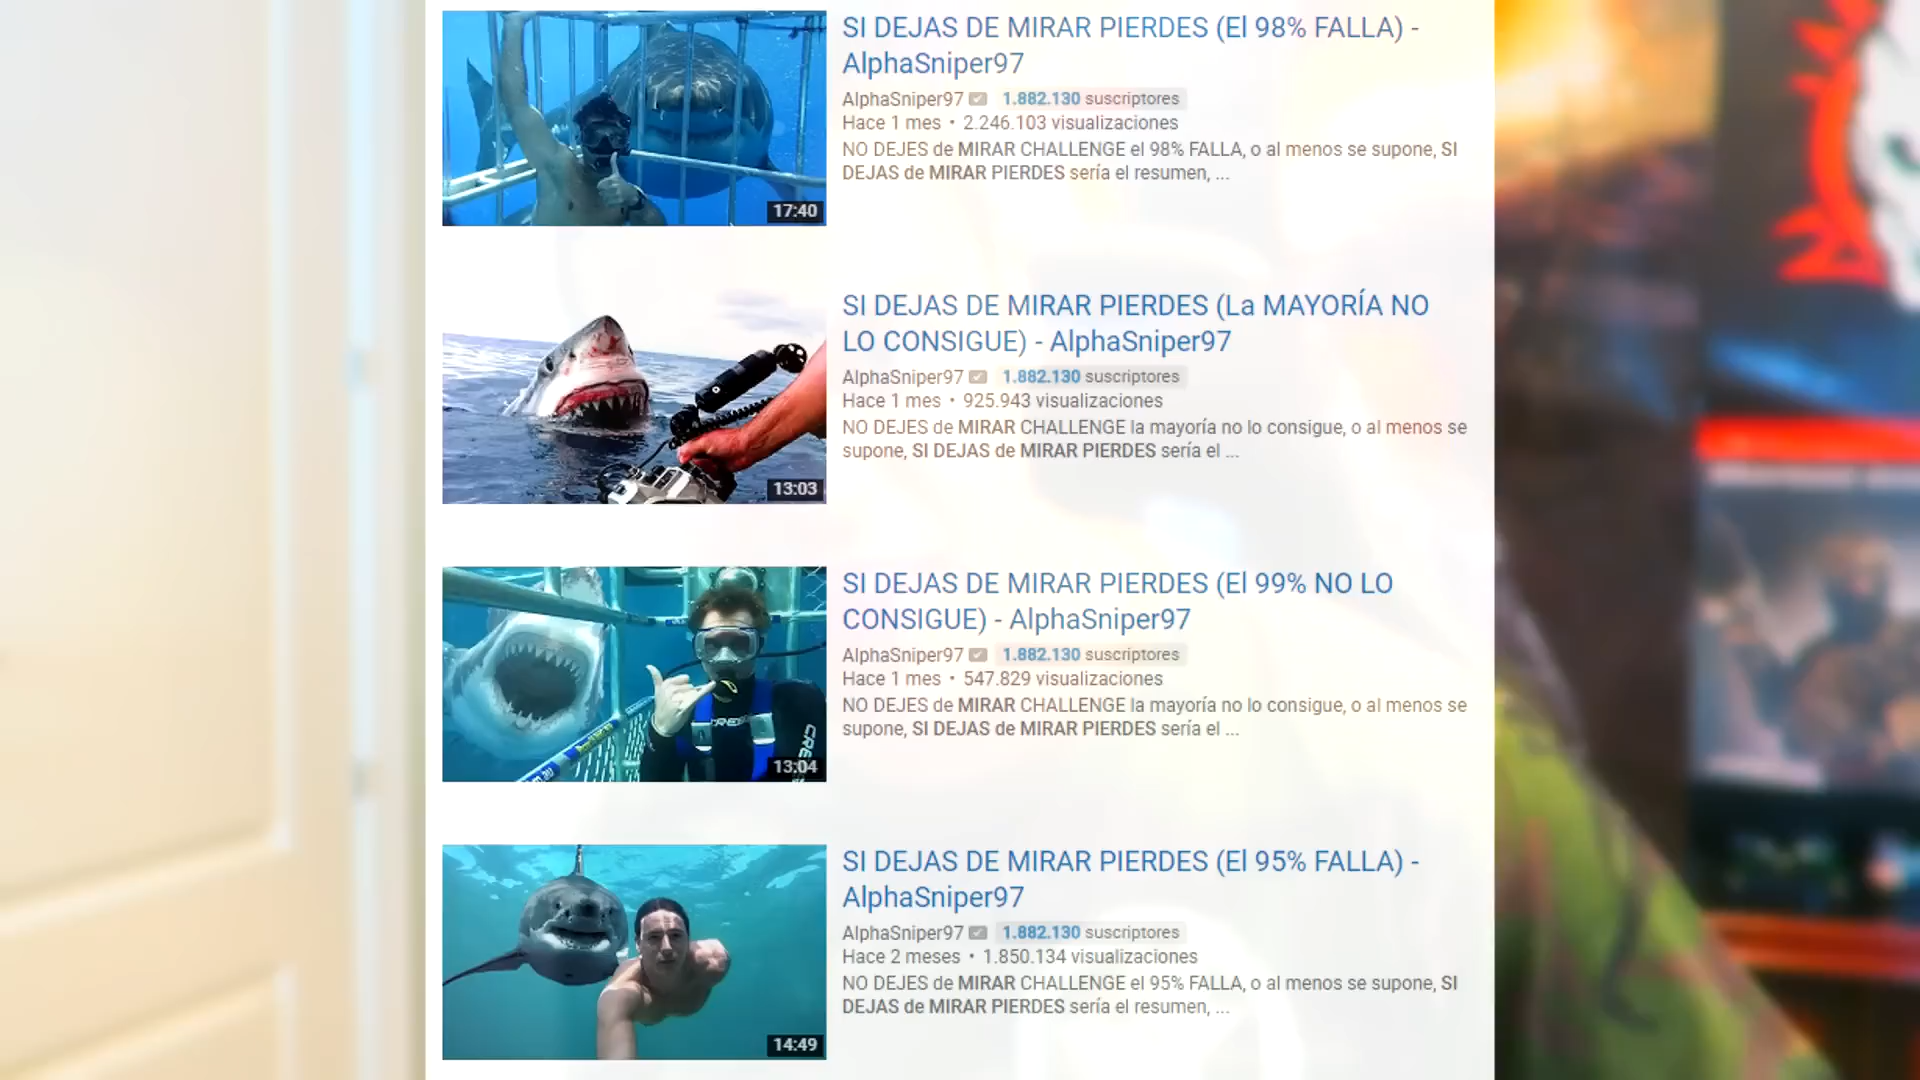 SI DEJAS DE MIRAR PIERDES (El 98% FALLA) -
AlphaSniper97
AlphaSniper97 1.882.130 suscriptores
Hace 1 mes • 2.246.103 visualizaciones
NO DEJES de MIRAR CHALLENGE el 98% FALLA, o al menos se supone, SI
DEJAS de MIRAR PIERDES sería el resumen, ...
17:40
SI DEJAS DE MIRAR PIERDES (La MAYORÍA NO
LO CONSIGUE) - AlphaSniper97
AlphaSniper97 1.882.130 suscriptores
Hace 1 mes • 925.943 visualizaciones
NO DEJES de MIRAR CHALLENGE la mayoría no lo consigue, o al menos se
supone, SI DEJAS de MIRAR PIERDES sería el ...
13:03
SI DEJAS DE MIRAR PIERDES (El 99% NO LO
CONSIGUE) - AlphaSniper97
AlphaSniper97 1.882.130 suscriptores
Hace 1 mes • 547.829 visualizaciones
NO DEJES de MIRAR CHALLENGE la mayoría no lo consigue, o al menos se
supone, SI DEJAS de MIRAR PIERDES sería el ...
13:04
SI DEJAS DE MIRAR PIERDES (El 95% FALLA) -
AlphaSniper97
AlphaSniper97 1.882.130 suscriptores
Hace 2 meses • 1.850.134 visualizaciones
NO DEJES de MIRAR CHALLENGE el 95% FALLA, o al menos se supone, SI
DEJAS de MIRAR PIERDES sería el resumen, ...
14:49